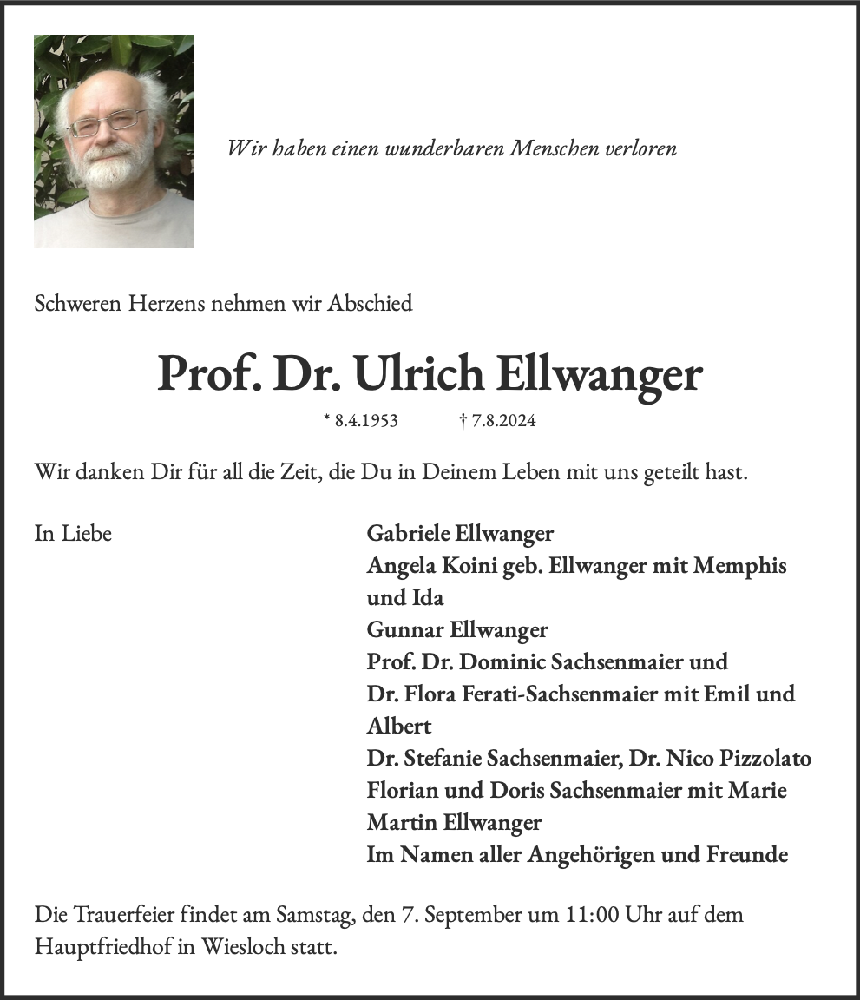 Wir haben einen wunderbaren Menschen verloren
Schweren Herzens nehmen wir Abschied
Prof. Dr. Ulrich Ellwanger
* 8.4.1953 † 7.8.2024
Wir danken Dir für all die Zeit, die Du in Deinem Leben mit uns geteilt hast.
In Liebe Gabriele Ellwanger
Angela Koini geb. Ellwanger mit Memphis
und Ida
Gunnar Ellwanger
Prof. Dr. Dominic Sachsenmaier und
Dr. Flora Ferati-Sachsenmaier mit Emil und
Albert
Dr. Stefanie Sachsenmaier, Dr. Nico Pizzolato
Florian und Doris Sachsenmaier mit Marie
Martin Ellwanger
Im Namen aller Angehörigen und Freunde
Die Trauerfeier findet am Samstag, den 7. September um 11:00 Uhr auf dem
Hauptfriedhof in Wiesloch statt.